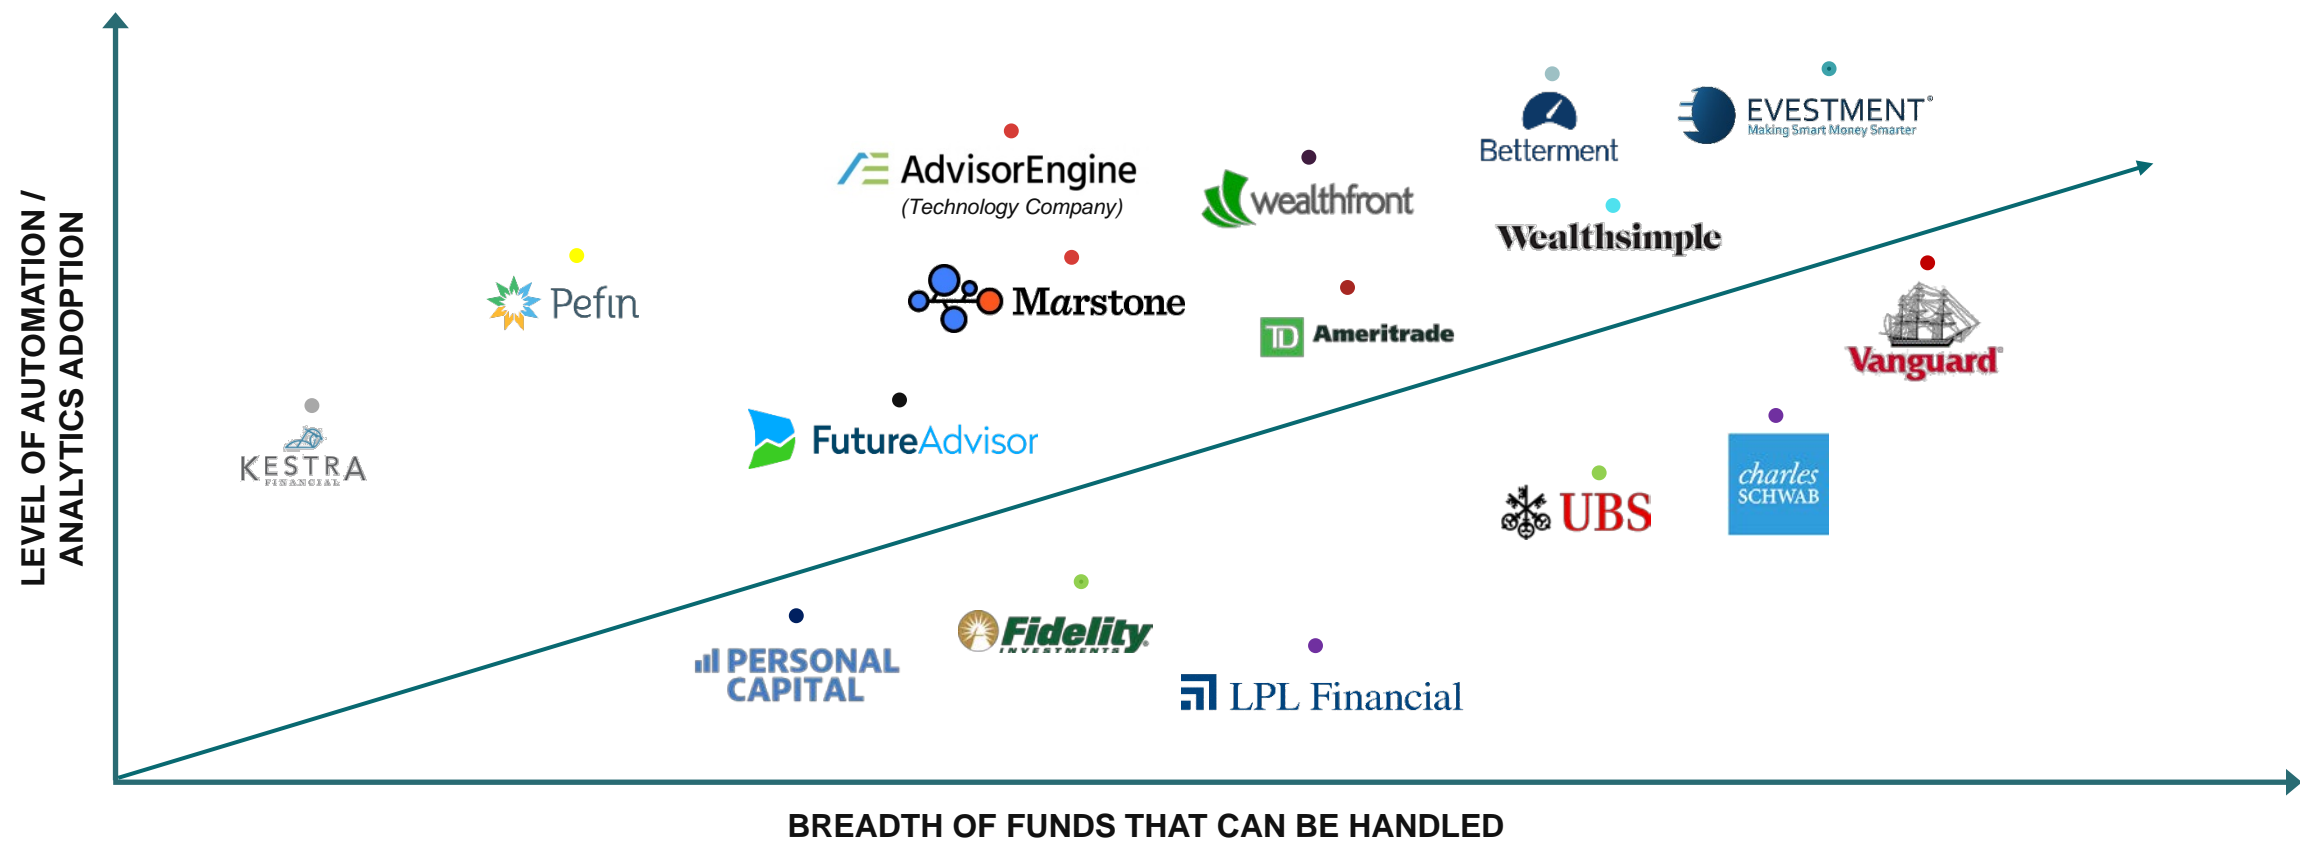 LEVEL OF AUTOMATION /
ANALYTICS ADOPTION
Betterment
EVESTMENT®
Making Smart Money Smarter
AdvisorEngine
(Technology Company)
wealthfront
Wealthsimple
Pefin
Marstone
TD Ameritrade
Vanguard®
KESTRA
FINANCIAL
FutureAdvisor
charles
SCHWAB
UBS
Fidelity
INVESTMENTS®
PERSONAL
CAPITAL
LPL Financial
BREADTH OF FUNDS THAT CAN BE HANDLED